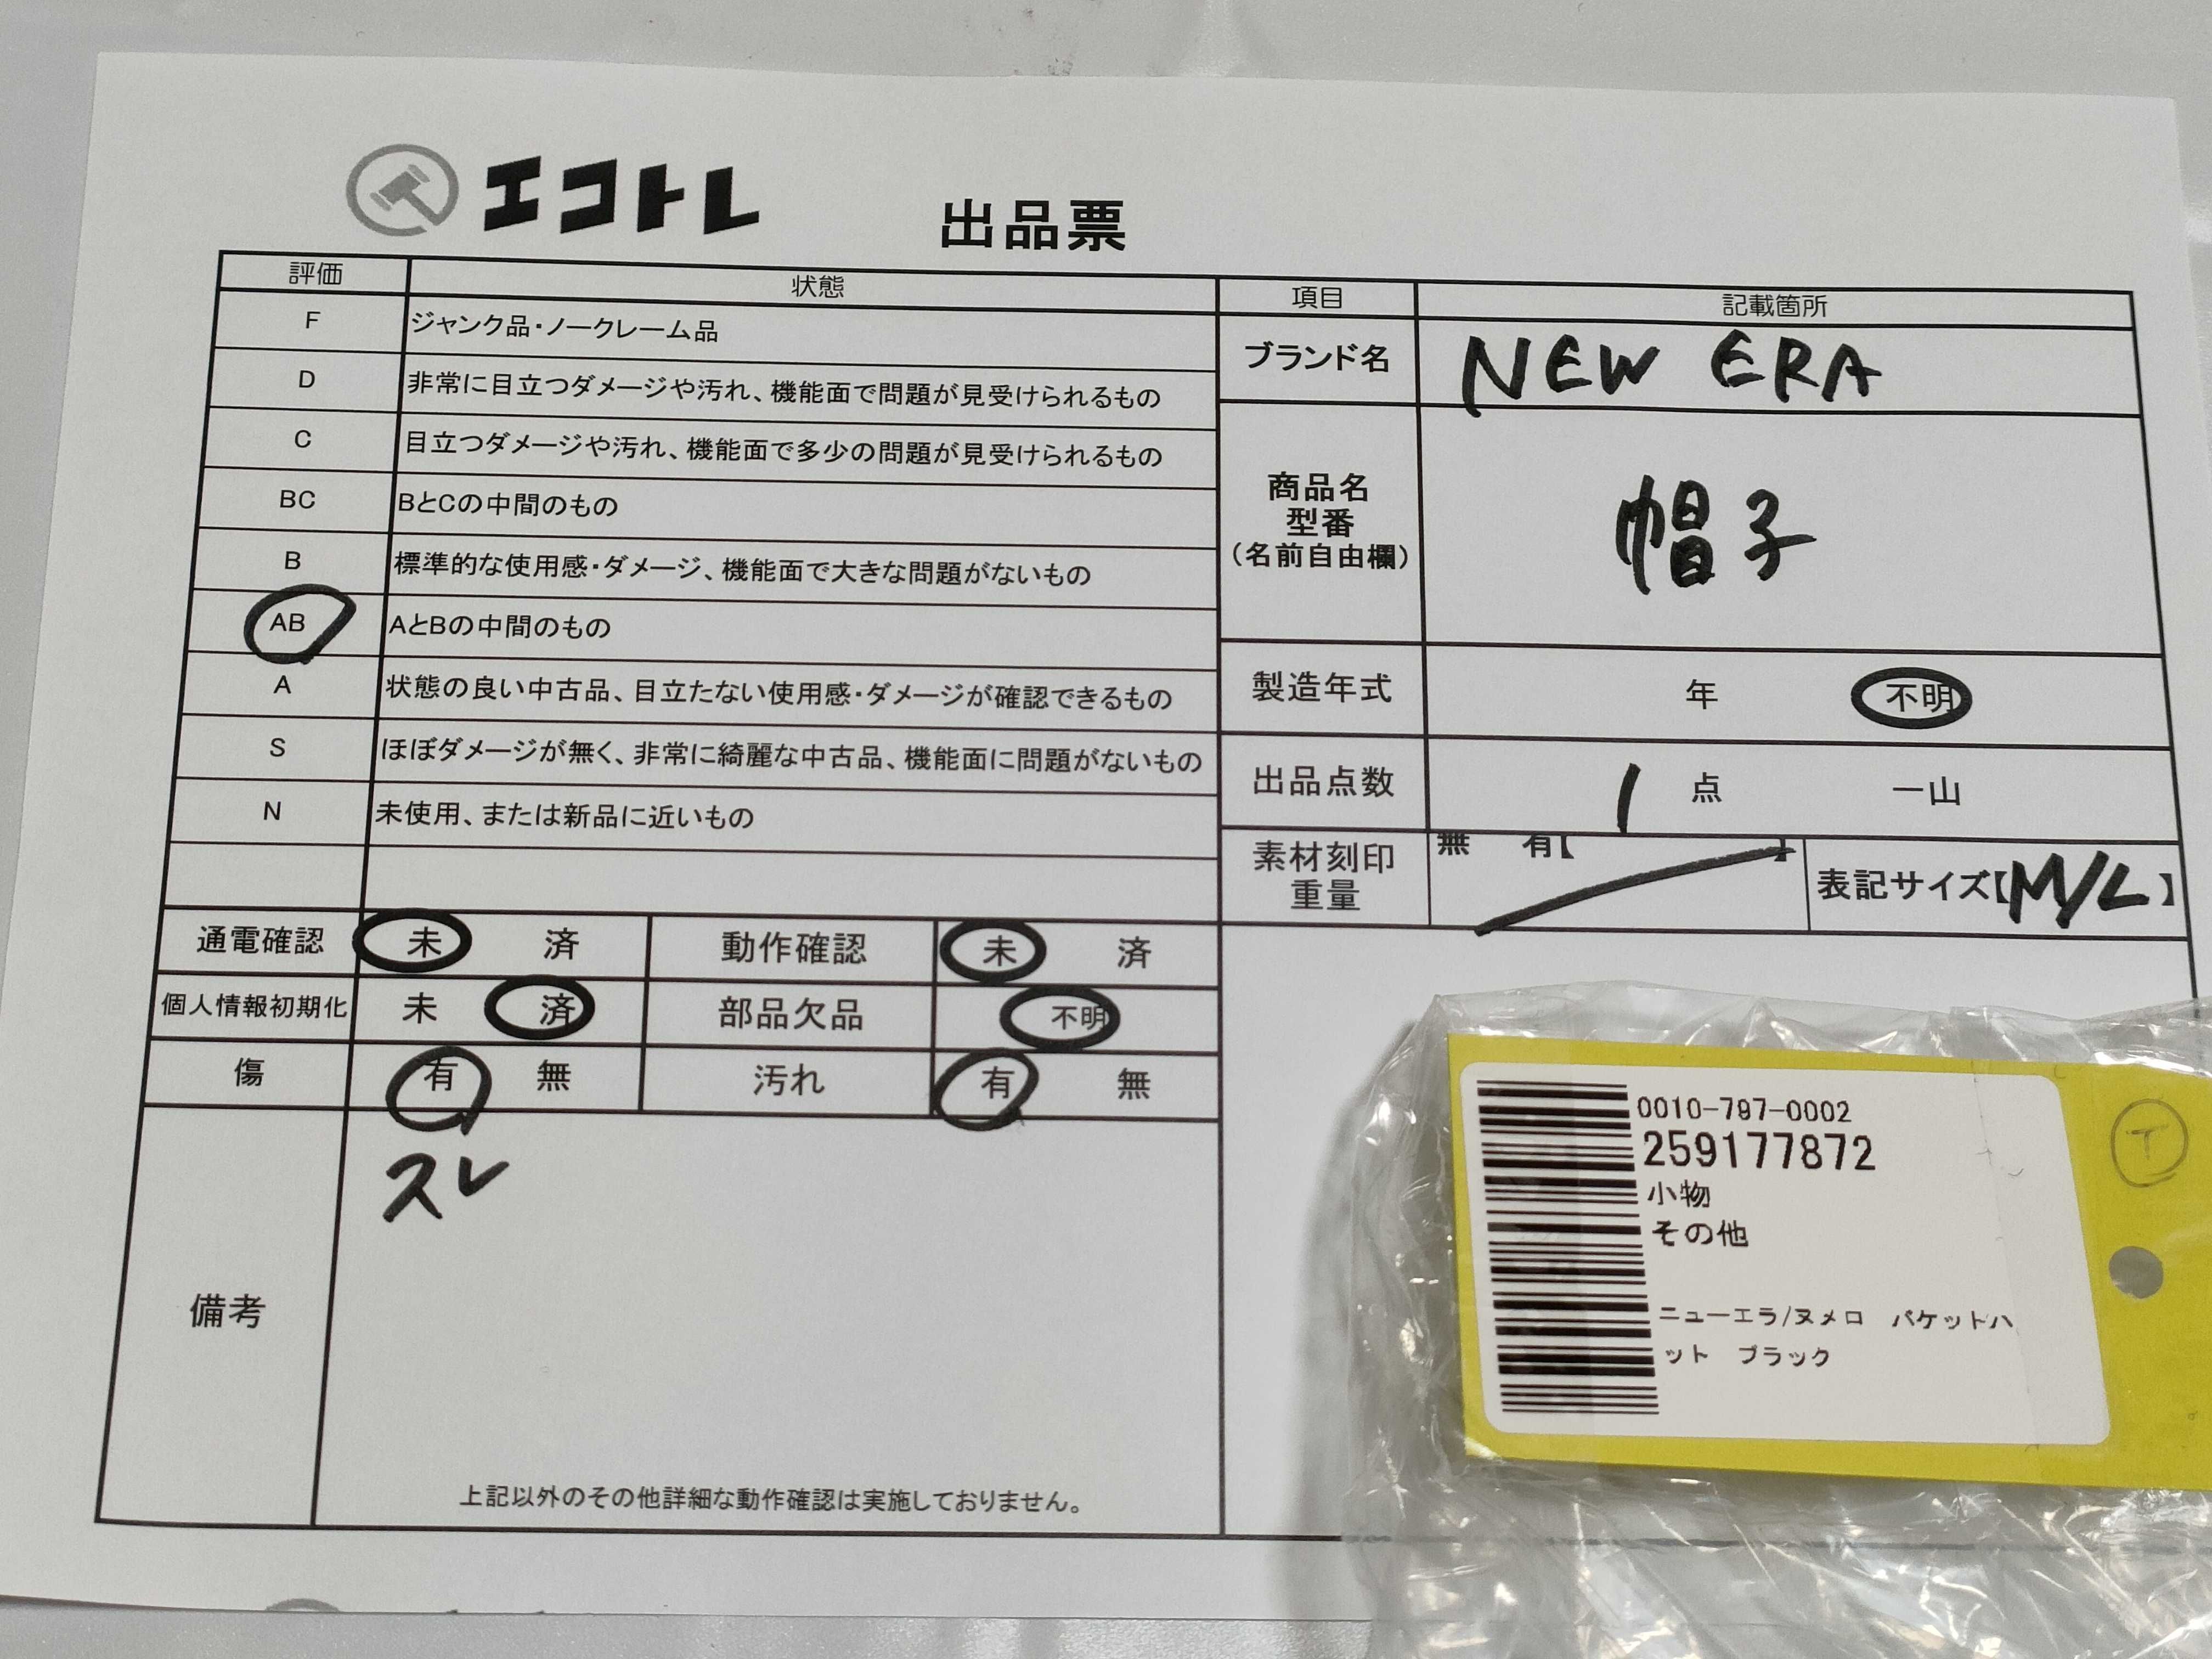 エコトレ
出品票
評価 状態
F ジャンク品・ノークレーム品
D 非常に目立つダメージや汚れ、機能面で問題が見受けられるもの
C 目立つダメージや汚れ、機能面で多少の問題が見受けられるもの
BC BとCの中間のもの
B 標準的な使用感・ダメージ、機能面で大きな問題がないもの
AB AとBの中間のもの
A 状態の良い中古品、目立たない使用感・ダメージが確認できるもの
S ほぼダメージが無く、非常に綺麗な中古品、機能面に問題がないもの
N 未使用、または新品に近いもの
通電確認 未 済 動作確認 未 済
個人情報初期化 未 済 部品欠品 不明
傷 有 無 汚れ 有 無
備考
スレ
上記以外のその他詳細な動作確認は実施しておりません。
項目 記載箇所
ブランド名 NEW ERA
商品名
型番
(名前自由欄)
帽子
製造年式 年 不明
出品点数 1 点 一山
素材刻印
重量
無 有【 】
表記サイズ【M/L】
0010-797-0002
259177872
小物
その他
ニューエラ/ヌメロ バケットハ
ット ブラック
T